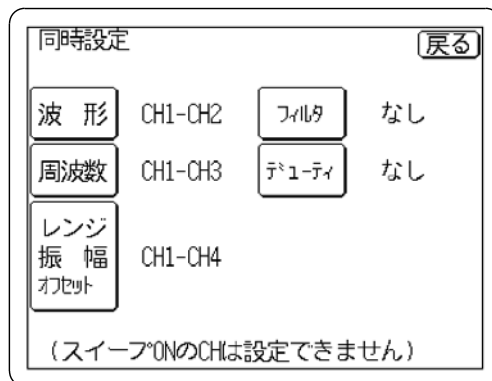 同時設定 戻る
波 形 CH1-CH2 ﾌｨﾙﾀ なし
周波数 CH1-CH3 ﾃﾞｭｰﾃｨ なし
レンジ
振 幅 CH1-CH4
ｵﾌｾｯﾄ
(スイープONのCHは設定できません)